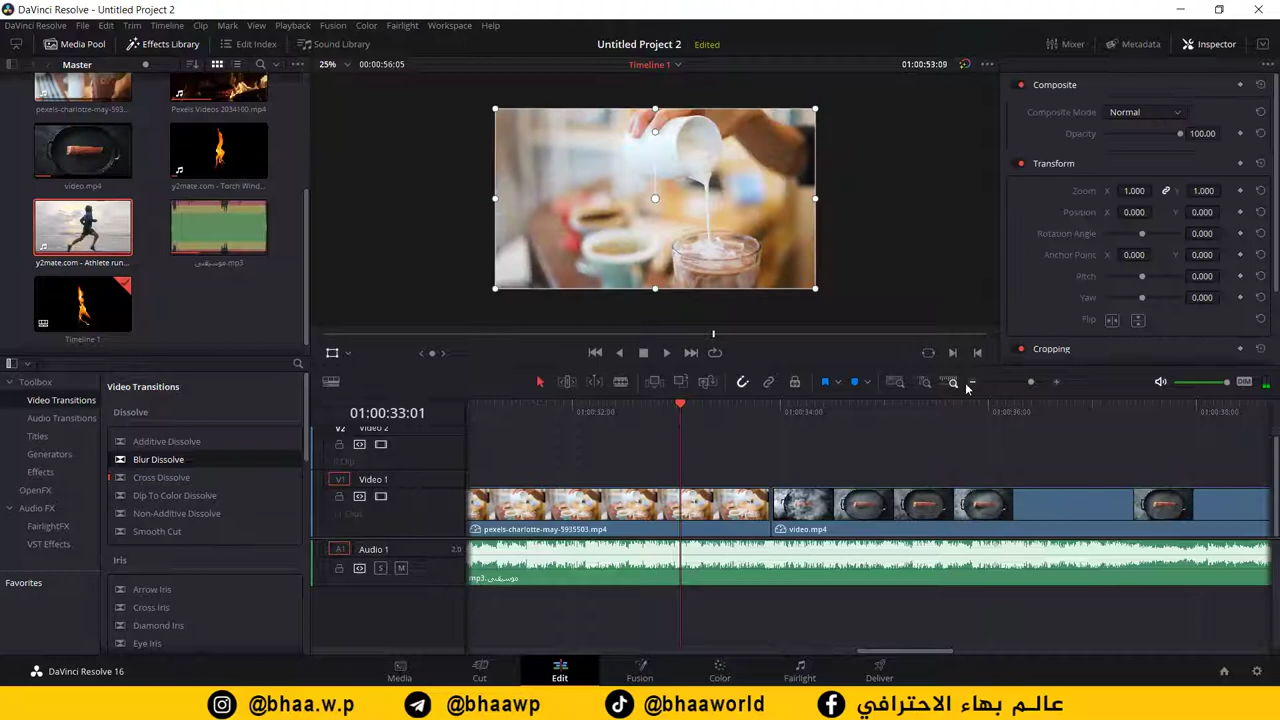 DaVinci Resolve - Untitled Project 2
DaVinci Resolve File Edit Trim Timeline Clip Mark View Playback Fusion Color Fairlight Workspace Help
Media Pool Effects Library Edit Index Sound Library Untitled Project 2 Edited Mixer Metadata Inspector
Master 25% 00:00:56:05 Timeline 1 01:00:53:09
pexels-charlotte-may-593... Pexels Videos 2034100.mp4
video.mp4 y2mate.com - Torch Wind...
y2mate.com - Athlete run... موسيقى.mp3
Timeline 1
Composite
Composite Mode Normal
Opacity 100.00
Transform
Zoom X 1.000 Y 1.000
Position X 0.000 Y 0.000
Rotation Angle 0.000
Anchor Point X 0.000 Y 0.000
Pitch 0.000
Yaw 0.000
Flip
Cropping
Toolbox
Video Transitions
Audio Transitions
Titles
Generators
Effects
OpenFX
Audio FX
FairlightFX
VST Effects
Favorites
Video Transitions
Dissolve
Additive Dissolve
Blur Dissolve
Cross Dissolve
Dip To Color Dissolve
Non-Additive Dissolve
Smooth Cut
Iris
Arrow Iris
Cross Iris
Diamond Iris
Eye Iris
DIM
01:00:33:01 01:00:32:00 01:00:34:00 01:00:36:00 01:00:38:00
V2 Video 2
0 Clip
V1 Video 1
pexels-charlotte-may-5935503.mp4 video.mp4
A1 Audio 1 2.0
S M
موسيقى.mp3
DaVinci Resolve 16 Media Cut Edit Fusion Color Fairlight Deliver
@bhaa.w.p @bhaawp @bhaaworld عالم بهاء الاحترافي